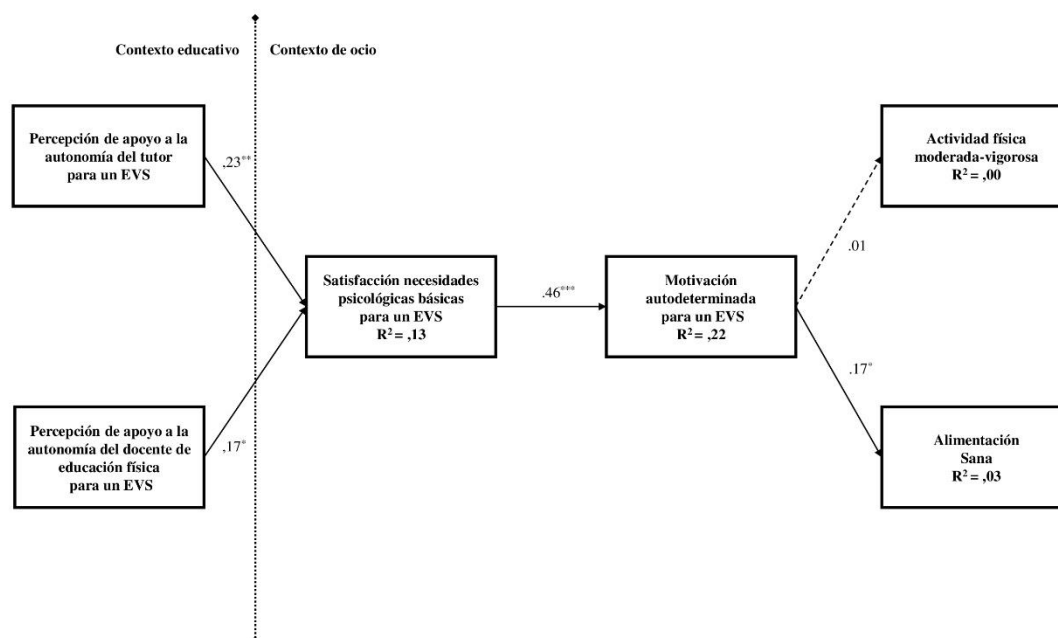 Contexto educativo
Contexto de ocio
Percepción de apoyo a la
autonomía del tutor
para un EVS
,23**
Actividad física
moderada-vigorosa
R² = ,00
.01
Satisfacción necesidades
psicológicas básicas
para un EVS
R² = ,13
.46***
Motivación
autodeterminada
para un EVS
R² = ,22
.17*
Percepción de apoyo a la
autonomía del docente de
educación física
para un EVS
,17*
Alimentación
Sana
R² = ,03